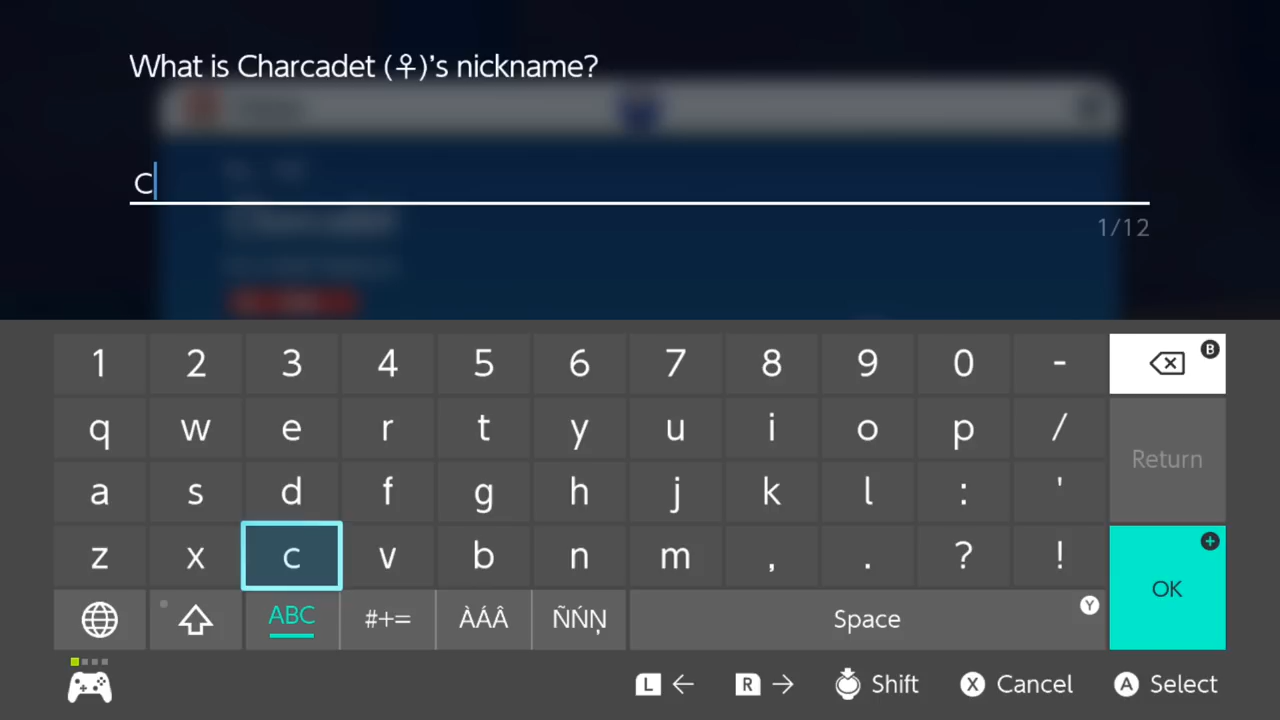 What is Charcadet (♀)'s nickname?
C
1/12
1 2 3 4 5 6 7 8 9 0 - B
q w e r t y u i o p /
Return
a s d f g h j k l : '
z x c v b n m , . ? ! +
OK
ABC #+= ÀÁÂ ÑŃŅ Space Y
L ← R → Shift X Cancel A Select